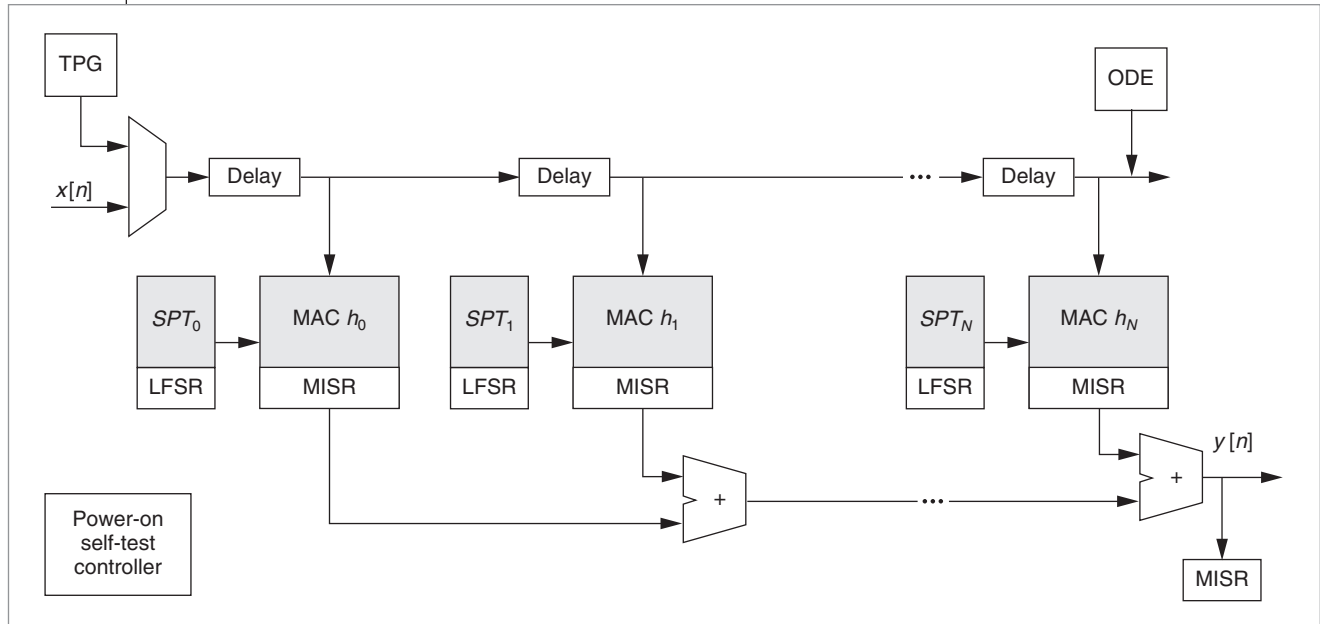 TPG
ODE
x[n]
Delay
Delay
...
Delay
SPT0
MAC h0
SPT1
MAC h1
SPTN
MAC hN
LFSR
MISR
LFSR
MISR
LFSR
MISR
y[n]
+
...
+
Power-on
self-test
controller
MISR